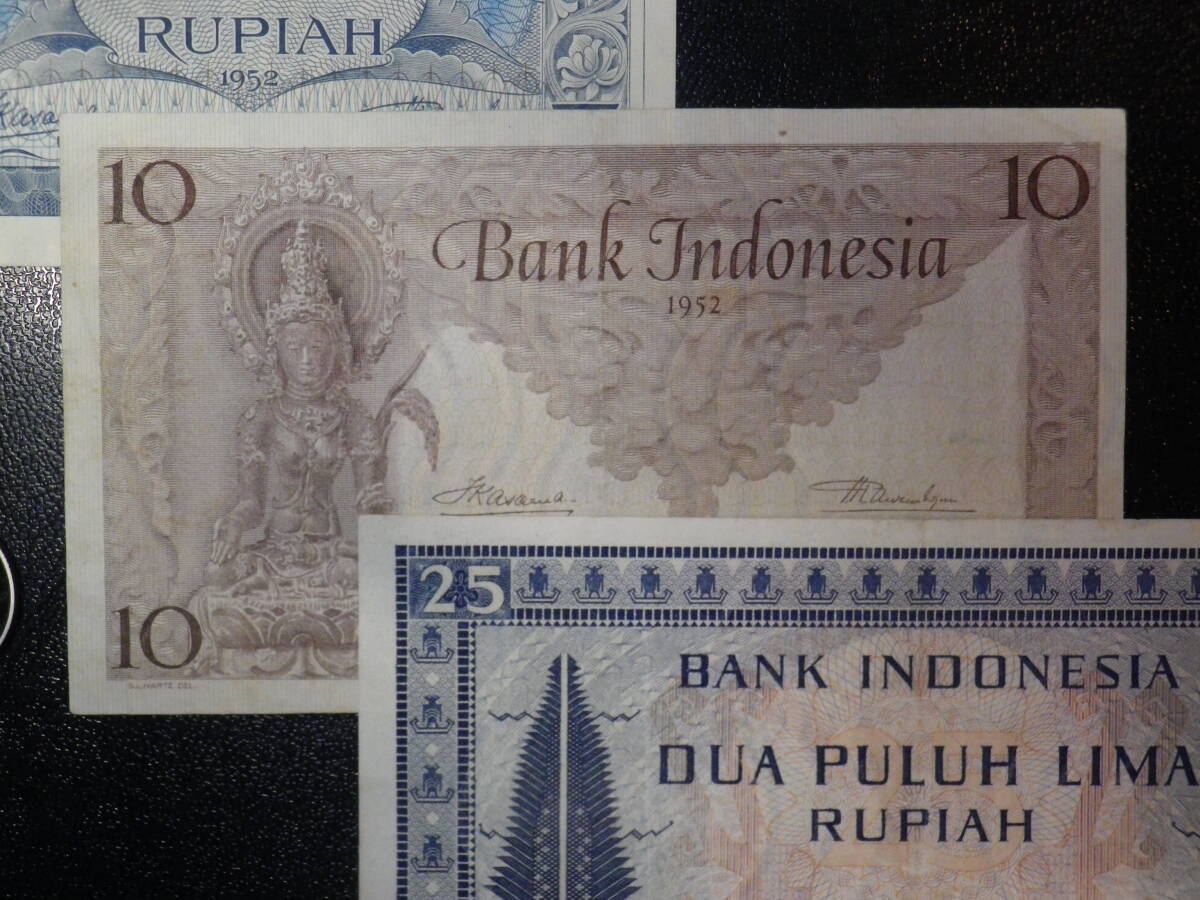 RUPIAH
1952
10
10
Bank Indonesia
1952
10
25
BANK INDONESIA
DUA PULUH LIMA
RUPIAH